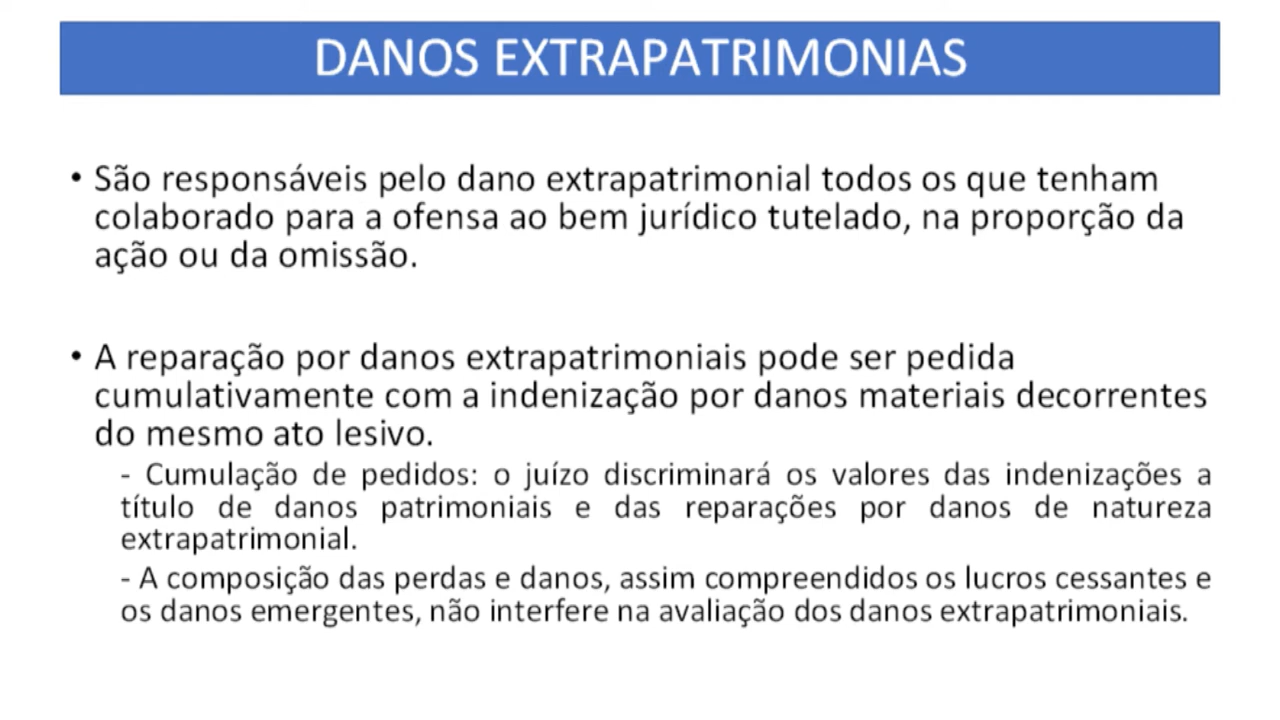 DANOS EXTRAPATRIMONIAS
• São responsáveis pelo dano extrapatrimonial todos os que tenham
colaborado para a ofensa ao bem jurídico tutelado, na proporção da
ação ou da omissão.
• A reparação por danos extrapatrimoniais pode ser pedida
cumulativamente com a indenização por danos materiais decorrentes
do mesmo ato lesivo.
- Cumulação de pedidos: o juízo discriminará os valores das indenizações a
título de danos patrimoniais e das reparações por danos de natureza
extrapatrimonial.
- A composição das perdas e danos, assim compreendidos os lucros cessantes e
os danos emergentes, não interfere na avaliação dos danos extrapatrimoniais.